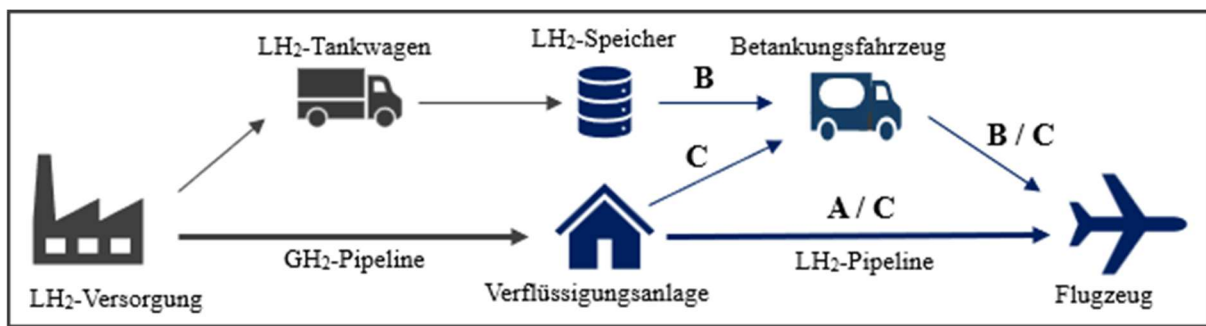 LH2-Tankwagen
LH2-Speicher
Betankungsfahrzeug
B
C
B / C
A / C
GH2-Pipeline
LH2-Pipeline
LH2-Versorgung
Verflüssigungsanlage
Flugzeug